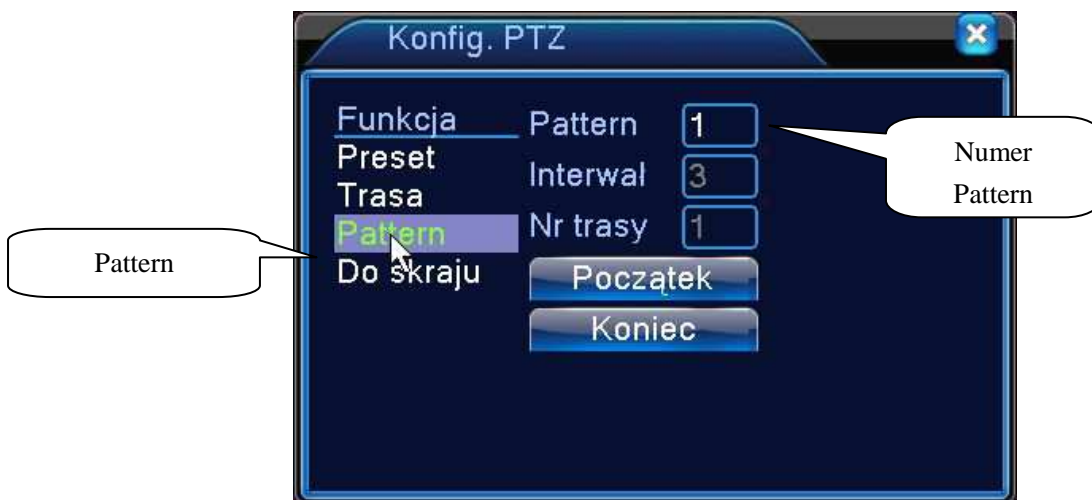 Konfig. PTZ
Funkcja
Preset
Trasa
Pattern
Do skraju
Pattern 1
Interwał 3
Nr trasy 1
Początek
Koniec
Numer
Pattern
Pattern